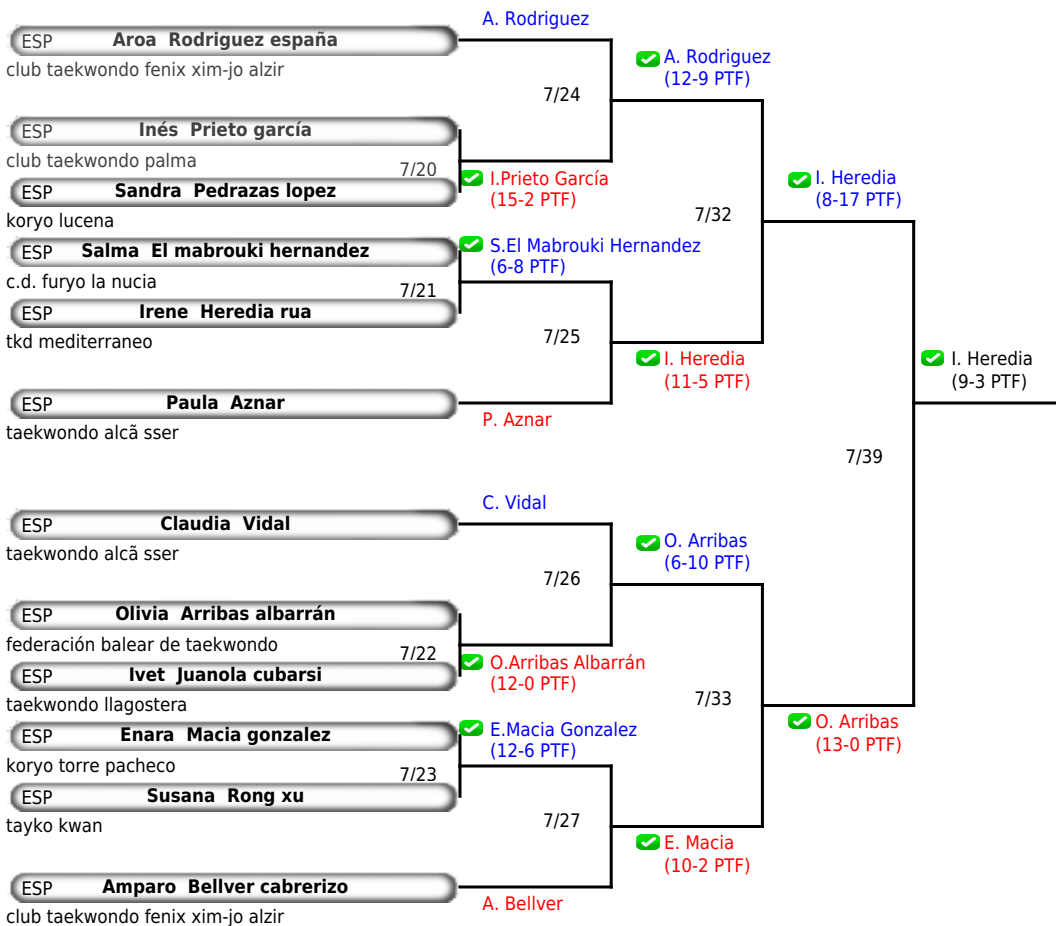 A. Rodriguez
ESP Aroa Rodriguez españa
club taekwondo fenix xim-jo alzir
A. Rodriguez
(12-9 PTF)
7/24
ESP Inés Prieto garcía
club taekwondo palma
7/20
I.Prieto García
(15-2 PTF)
ESP Sandra Pedrazas lopez
koryo lucena
I. Heredia
(8-17 PTF)
7/32
ESP Salma El mabrouki hernandez
S.El Mabrouki Hernandez
(6-8 PTF)
c.d. furyo la nucia
7/21
ESP Irene Heredia rua
tkd mediterraneo
7/25
I. Heredia
(11-5 PTF)
I. Heredia
(9-3 PTF)
ESP Paula Aznar
taekwondo alcã sser
P. Aznar
7/39
C. Vidal
ESP Claudia Vidal
taekwondo alcã sser
O. Arribas
(6-10 PTF)
7/26
ESP Olivia Arribas albarrán
federación balear de taekwondo
7/22
O.Arribas Albarrán
(12-0 PTF)
ESP Ivet Juanola cubarsi
taekwondo llagostera
7/33
O. Arribas
(13-0 PTF)
ESP Enara Macia gonzalez
E.Macia Gonzalez
(12-6 PTF)
koryo torre pacheco
7/23
ESP Susana Rong xu
tayko kwan
7/27
E. Macia
(10-2 PTF)
ESP Amparo Bellver cabrerizo
A. Bellver
club taekwondo fenix xim-jo alzir